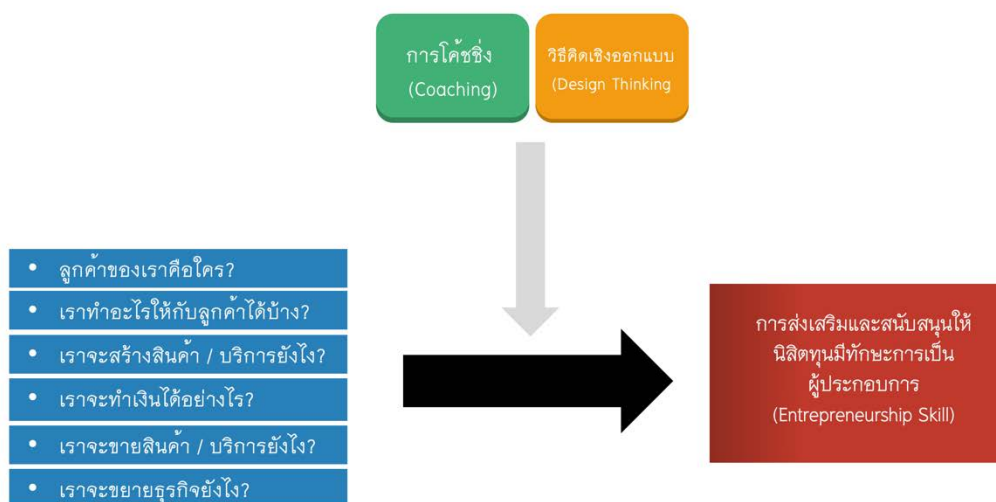 การโค้ชชิ่ง
(Coaching)
วิธีคิดเชิงออกแบบ
(Design Thinking
• ลูกค้าของเราคือใคร?
• เราทำอะไรให้กับลูกค้าได้บ้าง?
• เราจะสร้างสินค้า / บริการยังไง?
• เราจะทำเงินได้อย่างไร?
• เราจะขายสินค้า / บริการยังไง?
• เราจะขยายธุรกิจยังไง?
การส่งเสริมและสนับสนุนให้
นิสิตทุนมีทักษะการเป็น
ผู้ประกอบการ
(Entrepreneurship Skill)